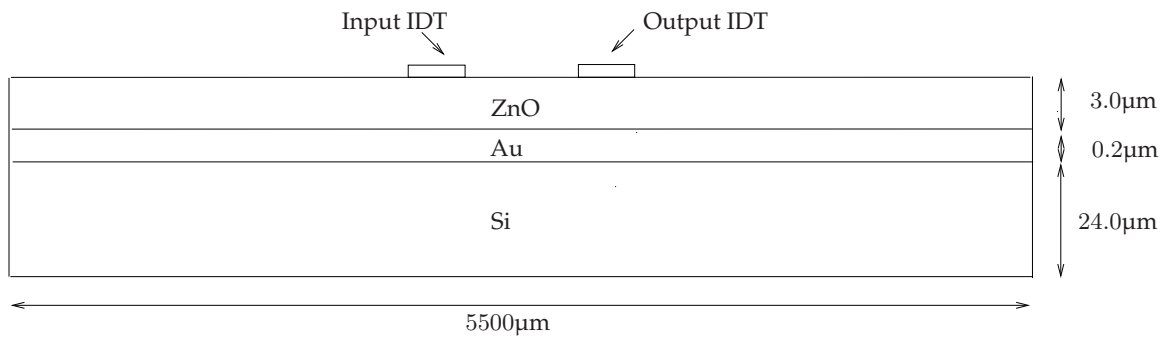 Input IDT
Output IDT
ZnO
3.0µm
Au
0.2µm
Si
24.0µm
5500µm